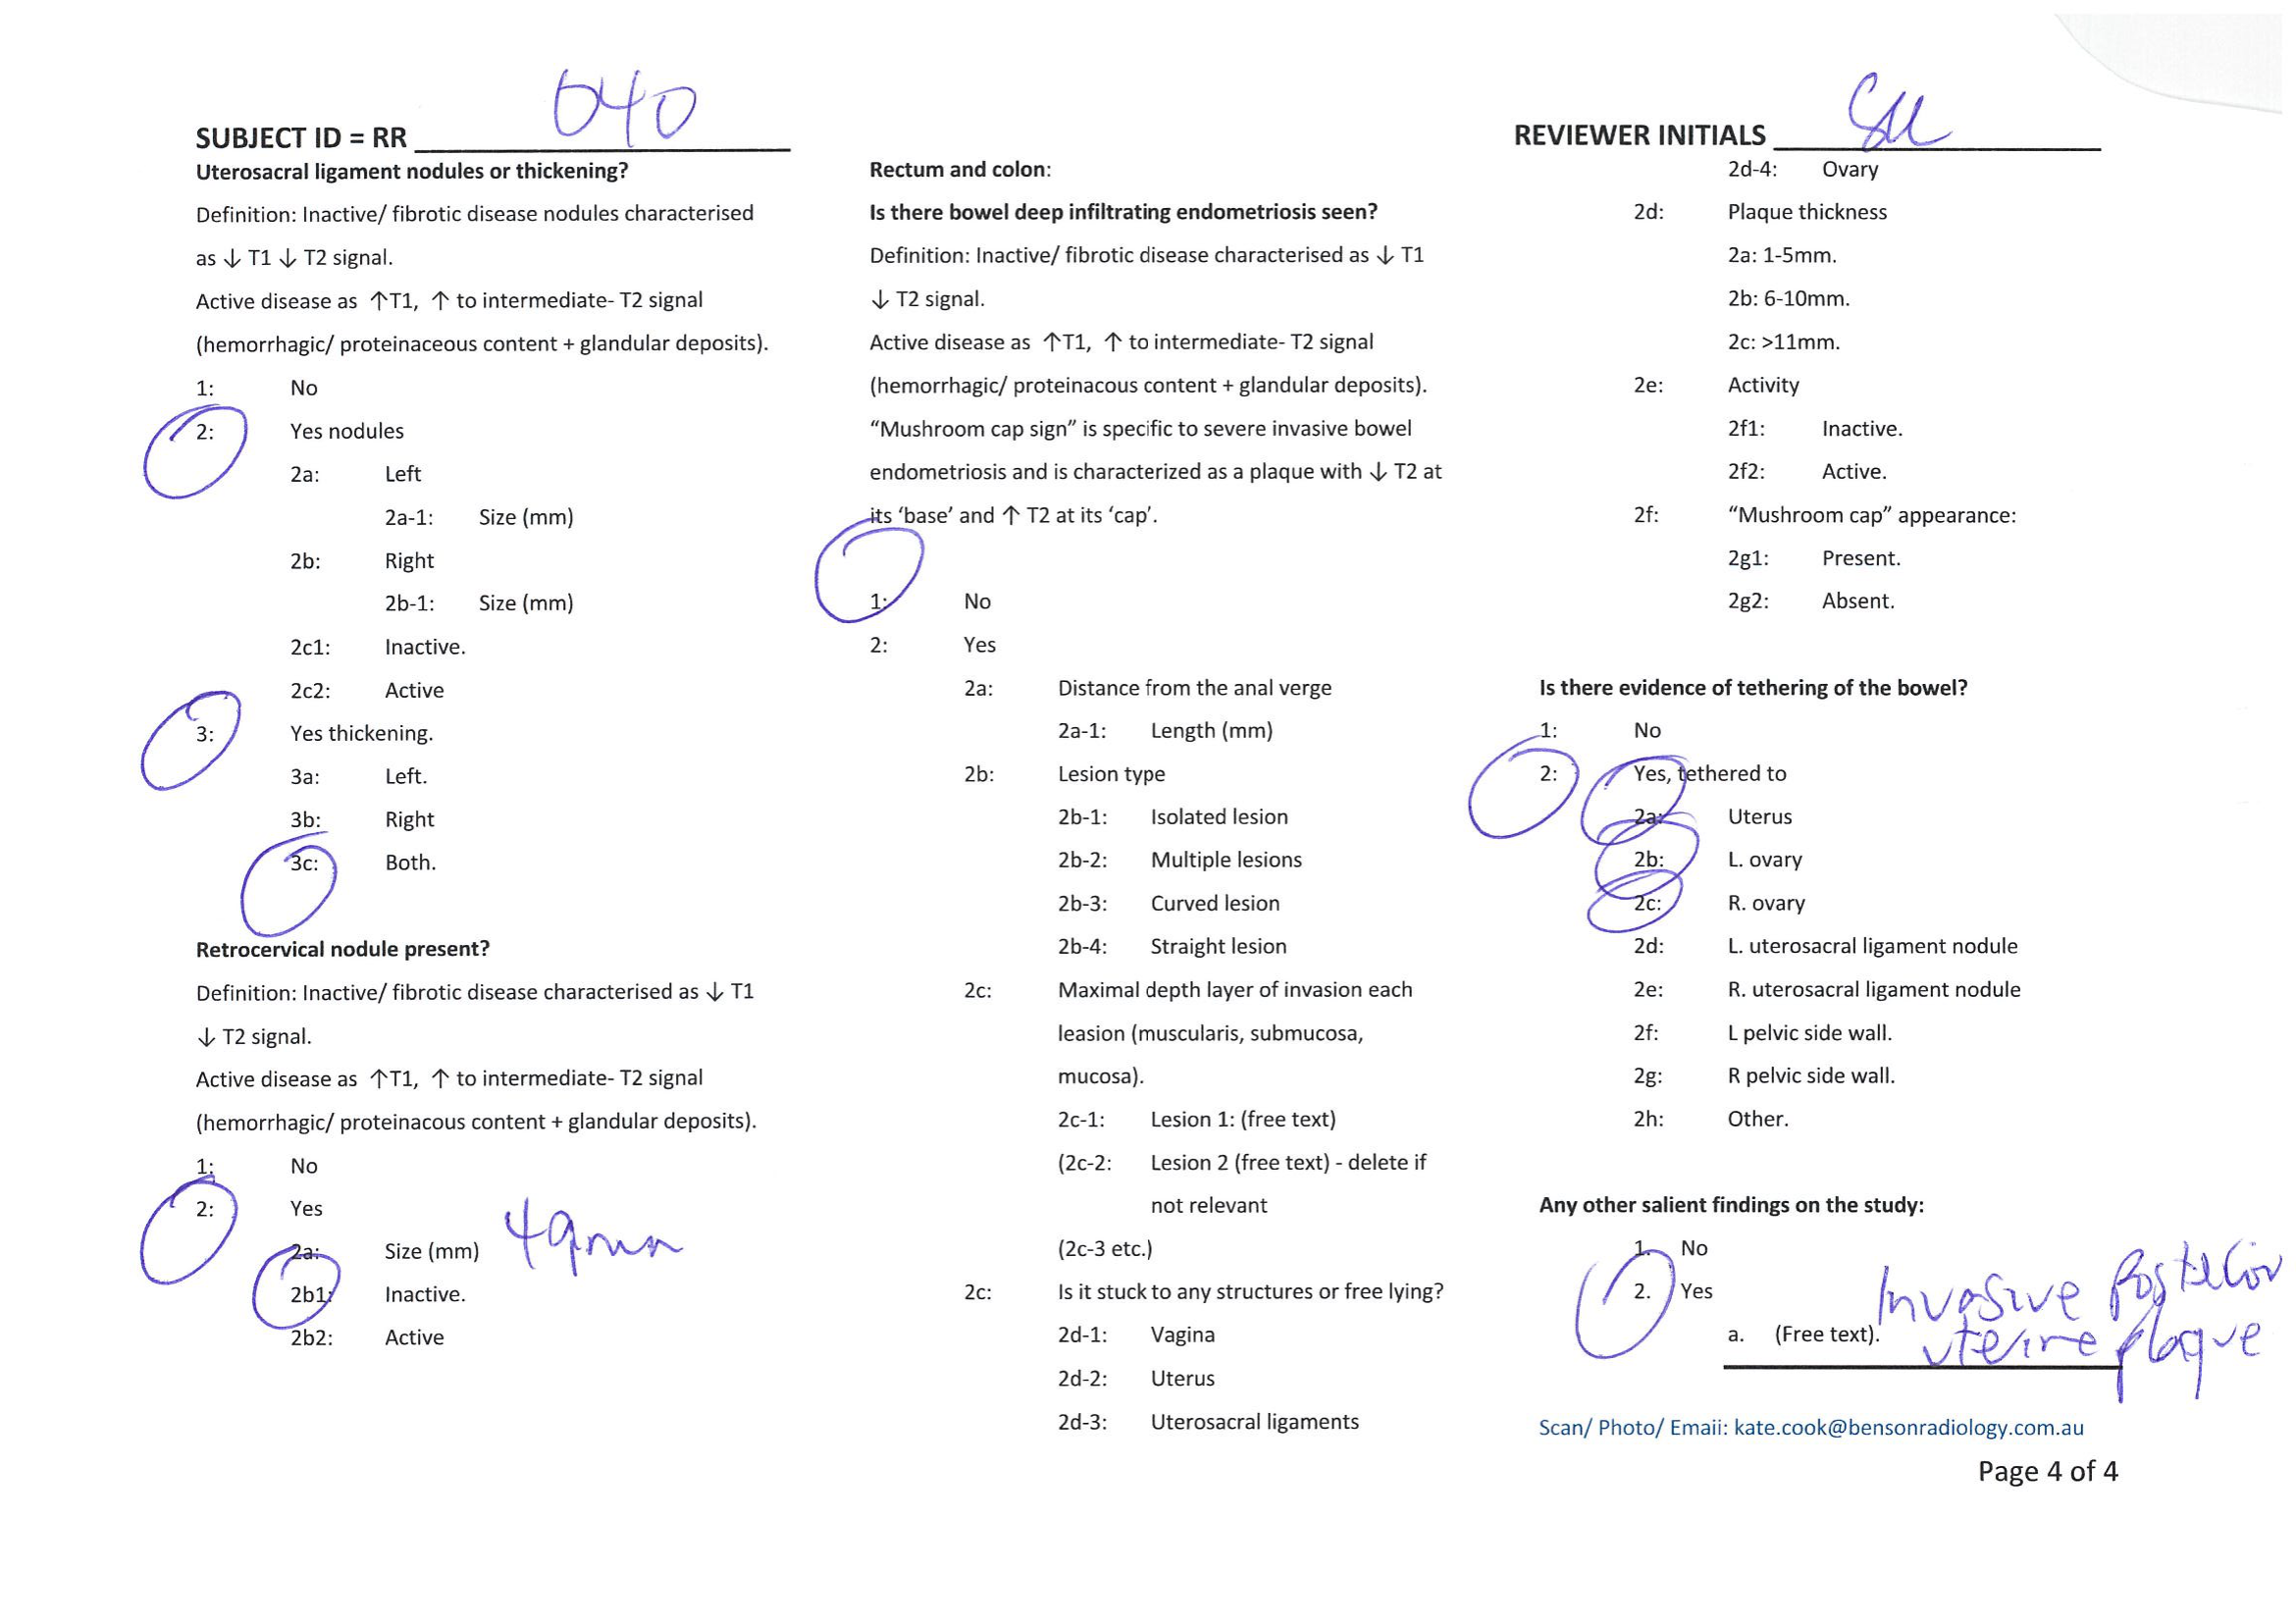 SUBJECT ID = RR 040
Uterosacral ligament nodules or thickening?
Definition: Inactive/ fibrotic disease nodules characterised
as ↓ T1 ↓ T2 signal.
Active disease as ↑T1, ↑ to intermediate- T2 signal
(hemorrhagic/ proteinaceous content + glandular deposits).
1: No
2: Yes nodules
2a: Left
2a-1: Size (mm)
2b: Right
2b-1: Size (mm)
2c1: Inactive.
2c2: Active
3: Yes thickening.
3a: Left.
3b: Right
3c: Both.
Retrocervical nodule present?
Definition: Inactive/ fibrotic disease characterised as ↓ T1
↓ T2 signal.
Active disease as ↑T1, ↑ to intermediate- T2 signal
(hemorrhagic/ proteinacous content + glandular deposits).
1: No
2: Yes
2a: Size (mm) 49mm
2b1: Inactive.
2b2: Active
Rectum and colon:
Is there bowel deep infiltrating endometriosis seen?
Definition: Inactive/ fibrotic disease characterised as ↓ T1
↓ T2 signal.
Active disease as ↑T1, ↑ to intermediate- T2 signal
(hemorrhagic/ proteinacous content + glandular deposits).
“Mushroom cap sign” is specific to severe invasive bowel
endometriosis and is characterized as a plaque with ↓ T2 at
its ‘base’ and ↑ T2 at its ‘cap’.
1: No
2: Yes
2a: Distance from the anal verge
2a-1: Length (mm)
2b: Lesion type
2b-1: Isolated lesion
2b-2: Multiple lesions
2b-3: Curved lesion
2b-4: Straight lesion
2c: Maximal depth layer of invasion each
leasion (muscularis, submucosa,
mucosa).
2c-1: Lesion 1: (free text)
(2c-2: Lesion 2 (free text) - delete if
not relevant
(2c-3 etc.)
2c: Is it stuck to any structures or free lying?
2d-1: Vagina
2d-2: Uterus
2d-3: Uterosacral ligaments
REVIEWER INITIALS
2d-4: Ovary
2d: Plaque thickness
2a: 1-5mm.
2b: 6-10mm.
2c: >11mm.
2e: Activity
2f1: Inactive.
2f2: Active.
2f: “Mushroom cap” appearance:
2g1: Present.
2g2: Absent.
Is there evidence of tethering of the bowel?
1: No
2: Yes, tethered to
2a: Uterus
2b: L. ovary
2c: R. ovary
2d: L. uterosacral ligament nodule
2e: R. uterosacral ligament nodule
2f: L pelvic side wall.
2g: R pelvic side wall.
2h: Other.
Any other salient findings on the study:
1. No
2. Yes
a. (Free text). Invasive posterior
uterine plaque
Scan/ Photo/ Emaii: kate.cook@bensonradiology.com.au
Page 4 of 4